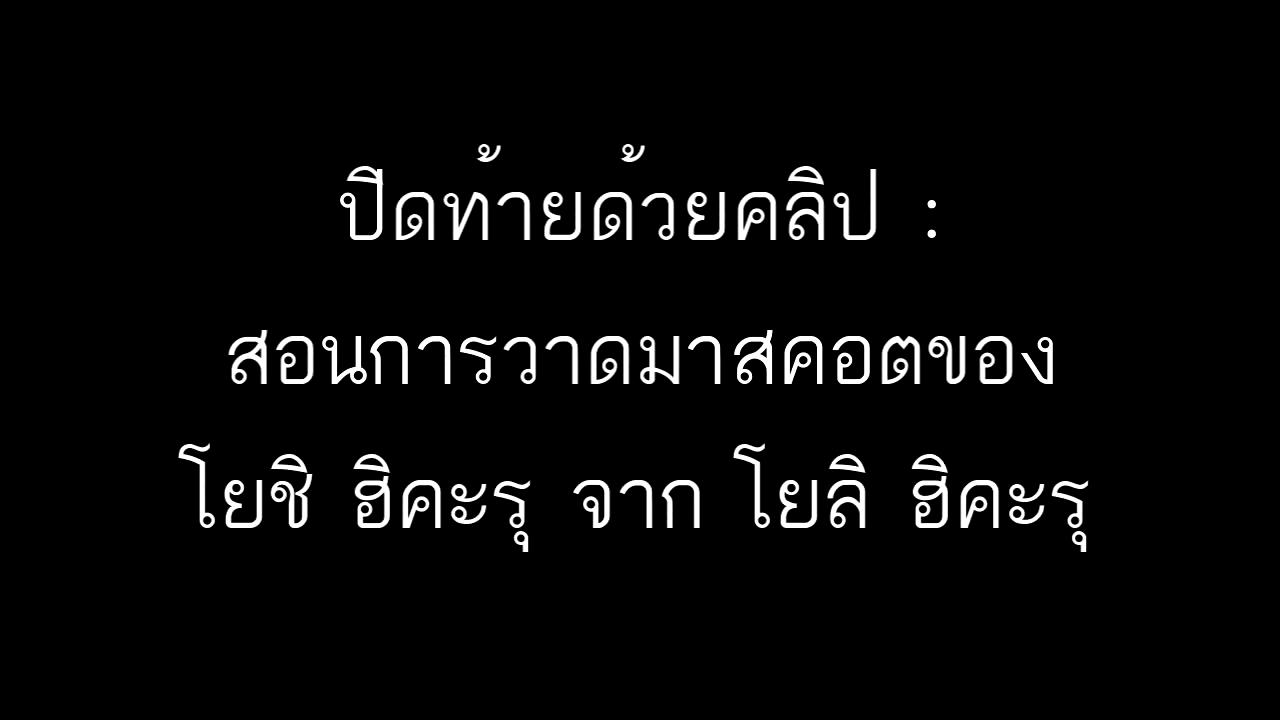 ปิดท้ายด้วยคลิป :
สอนการวาดมาสคอตของ
โยชิ ฮิคะรุ จาก โยลิ ฮิคะรุ